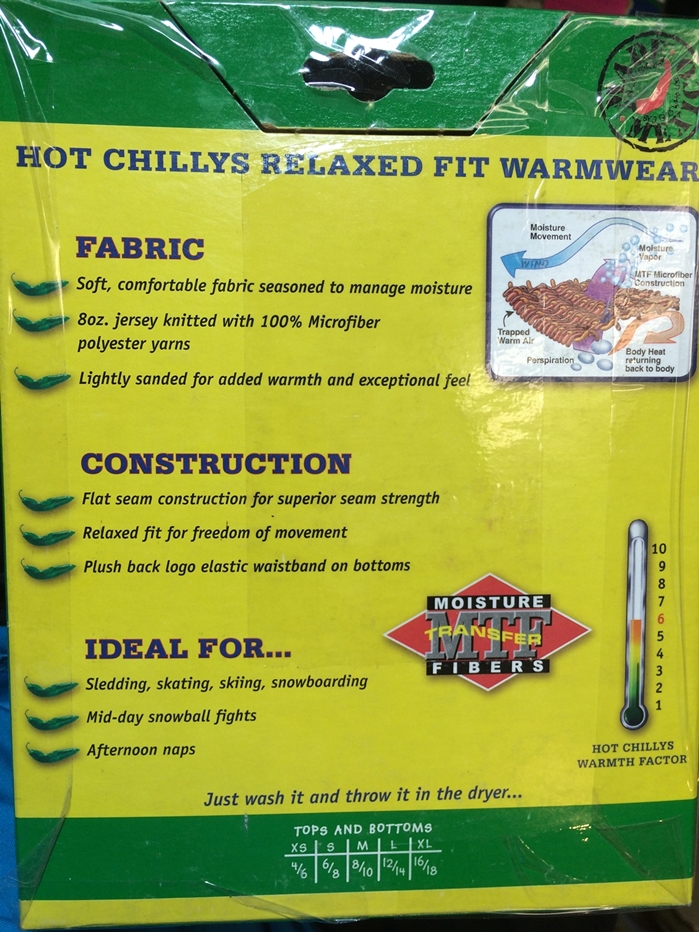 HOT CHILLYS RELAXED FIT WARMWEAR
FABRIC
Soft, comfortable fabric seasoned to manage moisture
8oz. jersey knitted with 100% Microfiber
polyester yarns
Lightly sanded for added warmth and exceptional feel
Moisture
Movement
WIND
Moisture
Vapor
MTF Microfiber
Construction
Trapped
Warm Air
Perspiration
Body Heat
returning
back to body
CONSTRUCTION
Flat seam construction for superior seam strength
Relaxed fit for freedom of movement
Plush back logo elastic waistband on bottoms
10
9
8
7
6
5
4
3
2
1
HOT CHILLYS
WARMTH FACTOR
MOISTURE
MTF
TRANSFER
FIBERS
IDEAL FOR...
Sledding, skating, skiing, snowboarding
Mid-day snowball fights
Afternoon naps
Just wash it and throw it in the dryer...
TOPS AND BOTTOMS
XS S M L XL
4/6 6/8 8/10 12/14 16/18